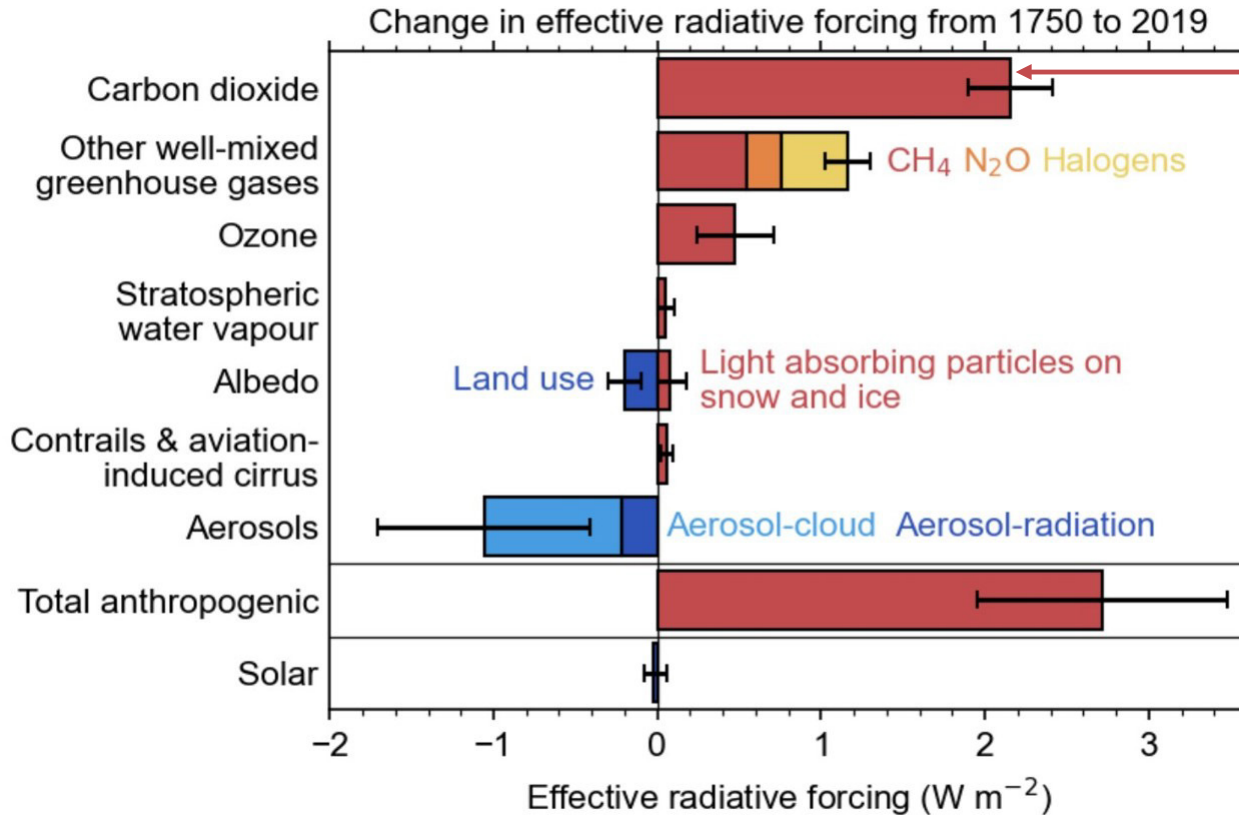 Change in effective radiative forcing from 1750 to 2019
Carbon dioxide
Other well-mixed
greenhouse gases
CH₄ N₂O Halogens
Ozone
Stratospheric
water vapour
Albedo
Land use
Light absorbing particles on
snow and ice
Contrails & aviation-
induced cirrus
Aerosols
Aerosol-cloud Aerosol-radiation
Total anthropogenic
Solar
−2 −1 0 1 2 3
Effective radiative forcing (W m⁻²)